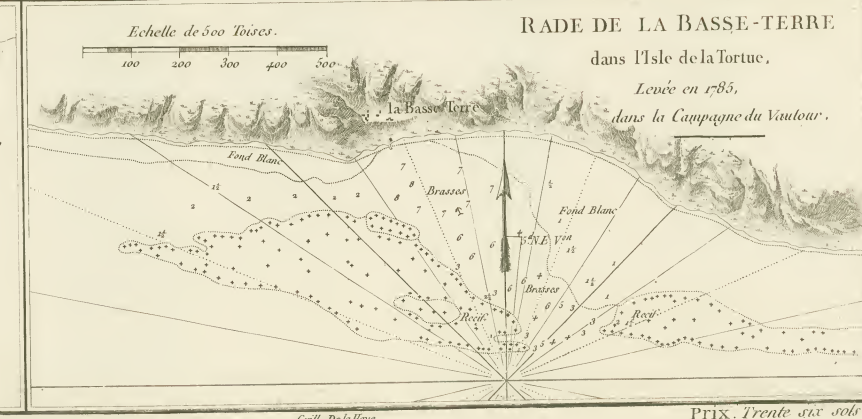 Echelle de 500 Toises.
100 200 300 400 500
RADE DE LA BASSE-TERRE
dans l'Isle de la Tortue,
Levée en 1785,
dans la Campagne du Vautour.
la Basse Terre
Fond Blanc
Brasses
Fond Blanc
5° N.E. V.on
Brasses
Recif
Recif
Prix, Trente six sols